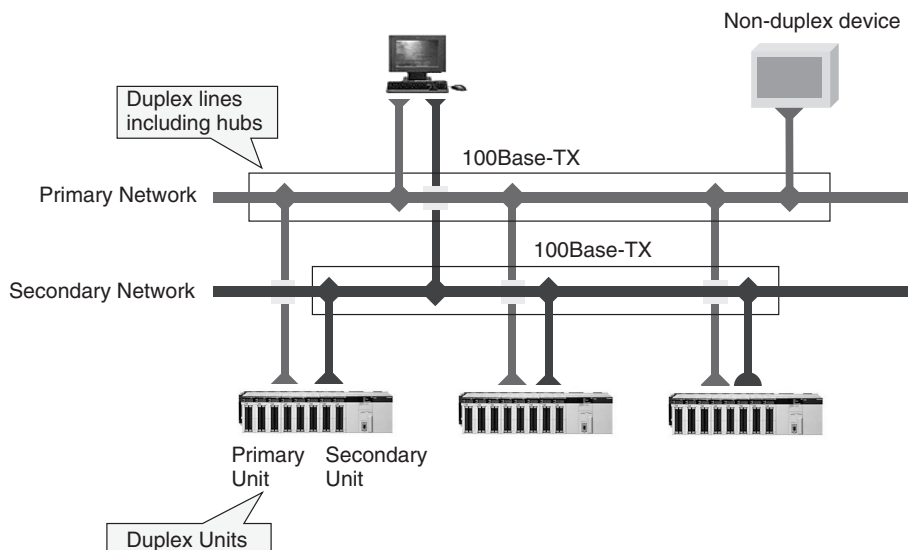 Non-duplex device
Duplex lines
including hubs
100Base-TX
Primary Network
100Base-TX
Secondary Network
Primary
Unit
Secondary
Unit
Duplex Units